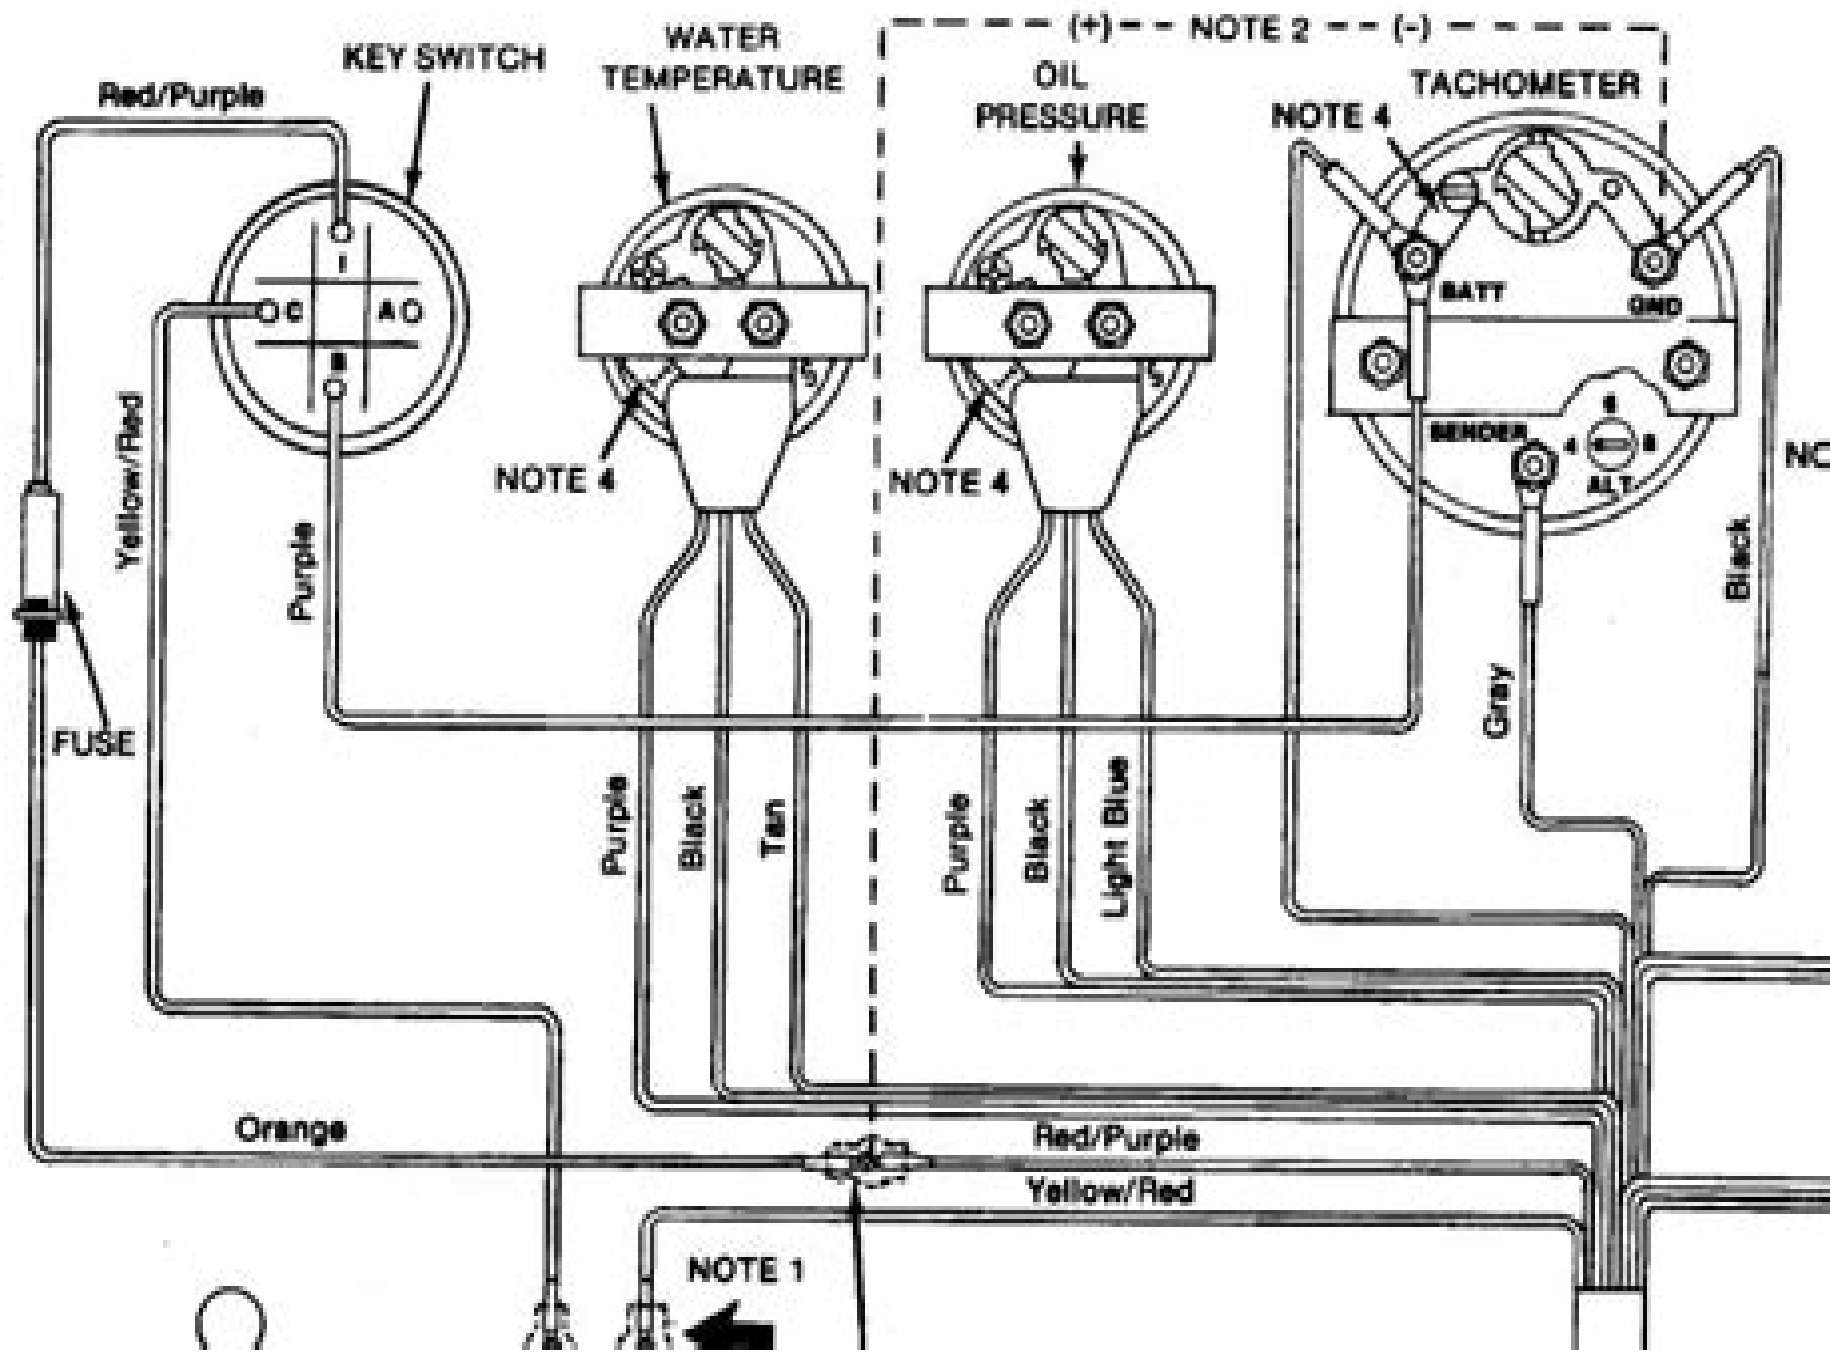 (+) NOTE 2 (-)
KEY SWITCH
WATER
TEMPERATURE
OIL
PRESSURE
TACHOMETER
NOTE 4
Red/Purple
I
C
A
B
BATT
GND
S
S
SENDER
6
4
8
ALT
NOTE 4
NOTE 4
NO
Yellow/Red
Purple
Black
Gray
FUSE
Purple
Black
Tan
Purple
Black
Light Blue
Orange
Red/Purple
Yellow/Red
NOTE 1